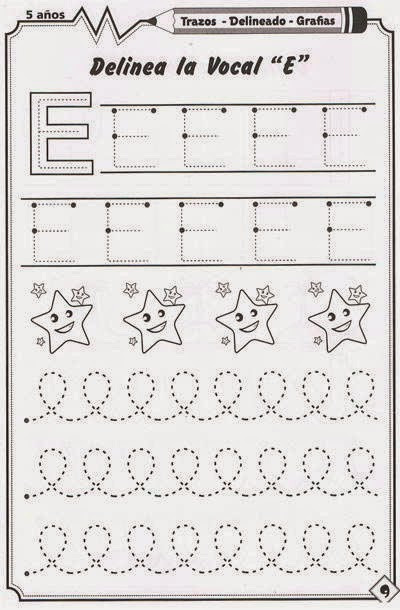 5 años
Trazos - Delineado - Grafías
Delinea la Vocal “E”
E E E E E
E E E E E
9